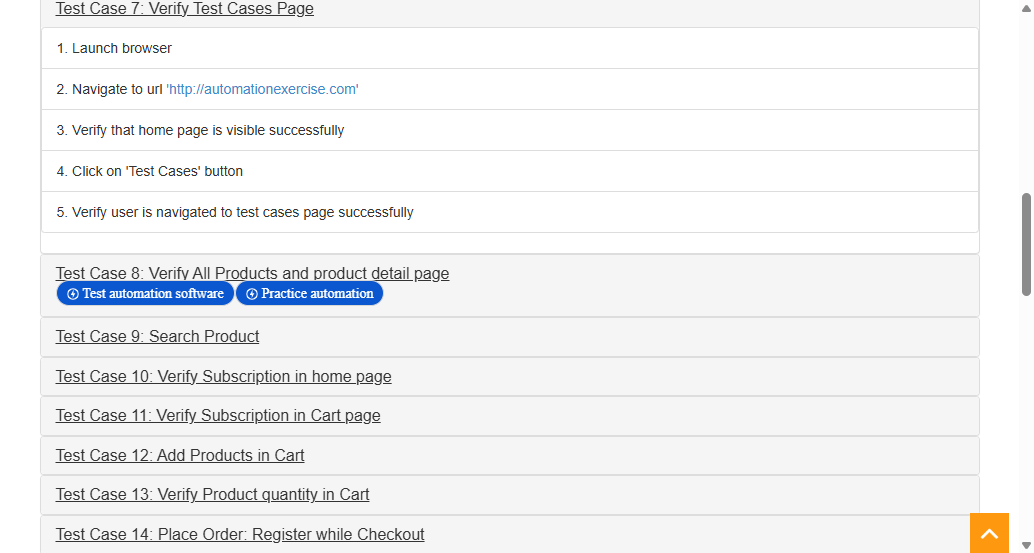 Test Case 7: Verify Test Cases Page
1. Launch browser
2. Navigate to url 'http://automationexercise.com'
3. Verify that home page is visible successfully
4. Click on 'Test Cases' button
5. Verify user is navigated to test cases page successfully
Test Case 8: Verify All Products and product detail page
Test automation software Practice automation
Test Case 9: Search Product
Test Case 10: Verify Subscription in home page
Test Case 11: Verify Subscription in Cart page
Test Case 12: Add Products in Cart
Test Case 13: Verify Product quantity in Cart
Test Case 14: Place Order: Register while Checkout